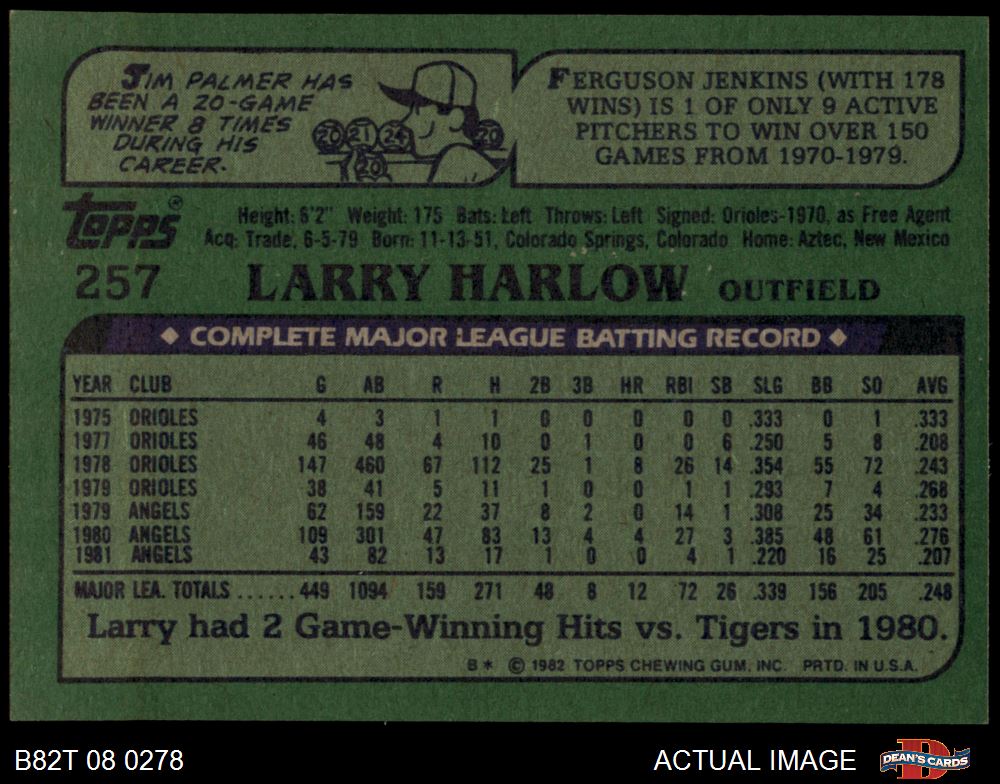 JIM PALMER HAS
BEEN A 20-GAME
WINNER 8 TIMES
DURING HIS
CAREER.
20 21 24 20
20
FERGUSON JENKINS (WITH 178
WINS) IS 1 OF ONLY 9 ACTIVE
PITCHERS TO WIN OVER 150
GAMES FROM 1970-1979.
Topps®
Height: 6'2" Weight: 175 Bats: Left Throws: Left Signed: Orioles-1970, as Free Agent
Acq: Trade, 6-5-79 Born: 11-13-51, Colorado Springs, Colorado Home: Aztec, New Mexico
257 LARRY HARLOW OUTFIELD
◆ COMPLETE MAJOR LEAGUE BATTING RECORD ◆
YEAR CLUB G AB R H 2B 3B HR RBI SB SLG BB SO AVG
1975 ORIOLES 4 3 1 1 0 0 0 0 0 .333 0 1 .333
1977 ORIOLES 46 48 4 10 0 1 0 0 6 .250 5 8 .208
1978 ORIOLES 147 460 67 112 25 1 8 26 14 .354 55 72 .243
1979 ORIOLES 38 41 5 11 1 0 0 1 1 .293 7 4 .268
1979 ANGELS 62 159 22 37 8 2 0 14 1 .308 25 34 .233
1980 ANGELS 109 301 47 83 13 4 4 27 3 .385 48 61 .276
1981 ANGELS 43 82 13 17 1 0 0 4 1 .220 16 25 .207
MAJOR LEA. TOTALS ...... 449 1094 159 271 48 8 12 72 26 .339 156 205 .248
Larry had 2 Game-Winning Hits vs. Tigers in 1980.
B* © 1982 TOPPS CHEWING GUM, INC. PRTD. IN U.S.A.
B82T 08 0278 ACTUAL IMAGE D DEAN'S CARDS